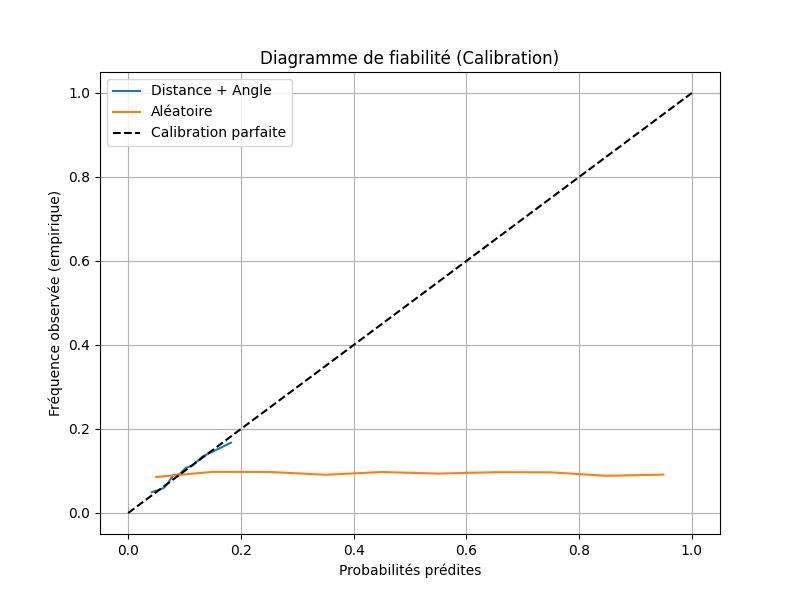 Diagramme de fiabilité (Calibration)
Distance + Angle
Aléatoire
Calibration parfaite
Fréquence observée (empirique)
1.0
0.8
0.6
0.4
0.2
0.0
0.0 0.2 0.4 0.6 0.8 1.0
Probabilités prédites